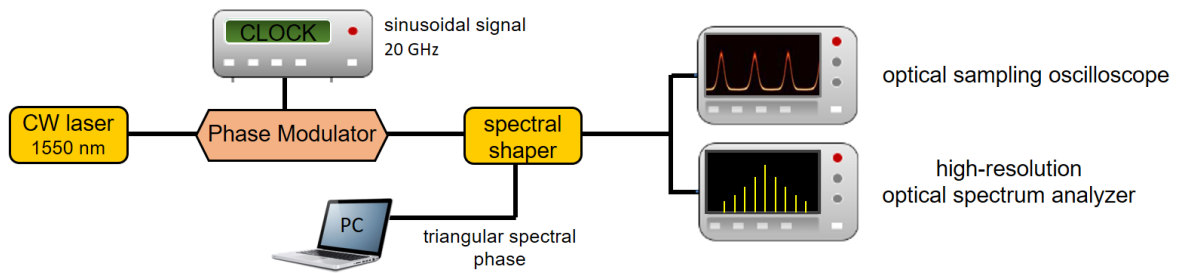 CLOCK
sinusoidal signal
20 GHz
CW laser
1550 nm
Phase Modulator
spectral
shaper
optical sampling oscilloscope
high-resolution
optical spectrum analyzer
PC
triangular spectral
phase